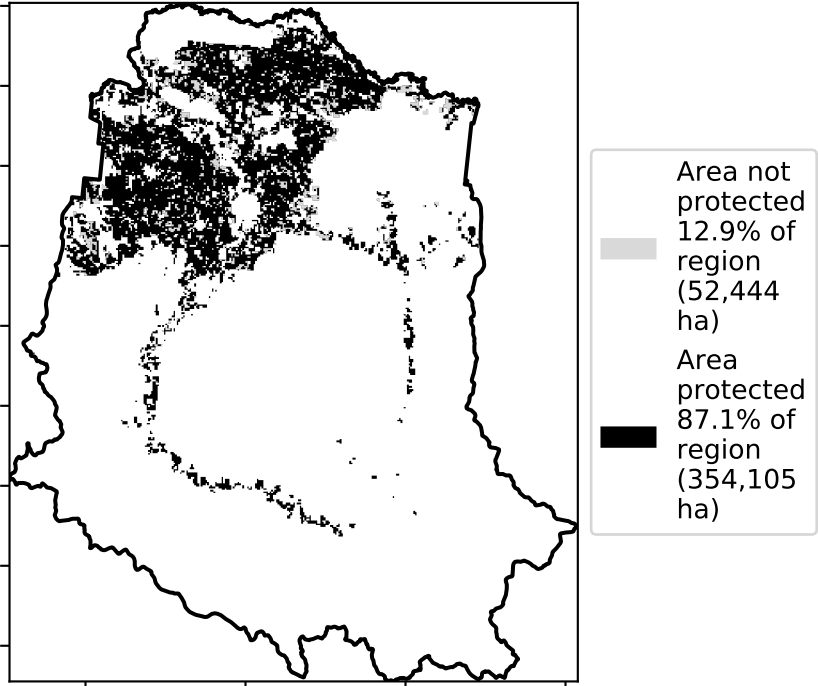 Area not
protected
12.9% of
region
(52,444
ha)
Area
protected
87.1% of
region
(354,105
ha)